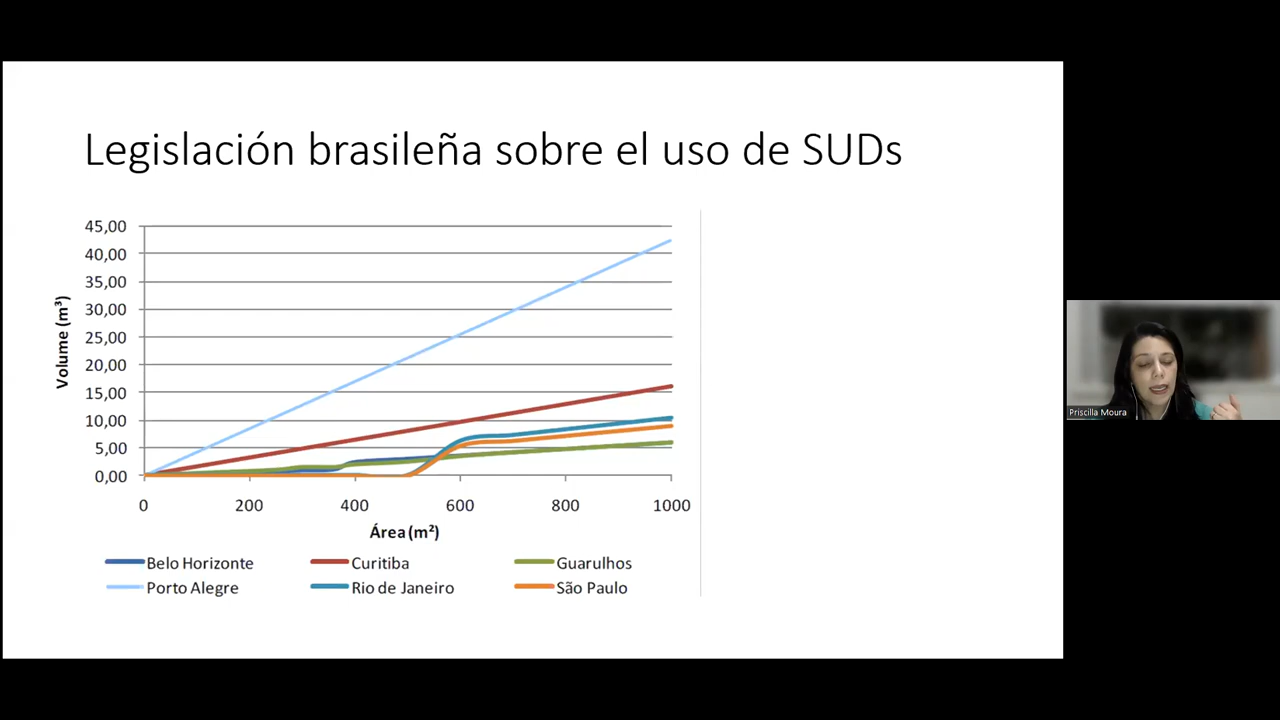 Legislación brasileña sobre el uso de SUDs
45,00
40,00
35,00
30,00
25,00
20,00
15,00
10,00
5,00
0,00
Volume (m³)
0 200 400 600 800 1000
Área (m²)
Belo Horizonte Curitiba Guarulhos
Porto Alegre Rio de Janeiro São Paulo
Priscilla Moura